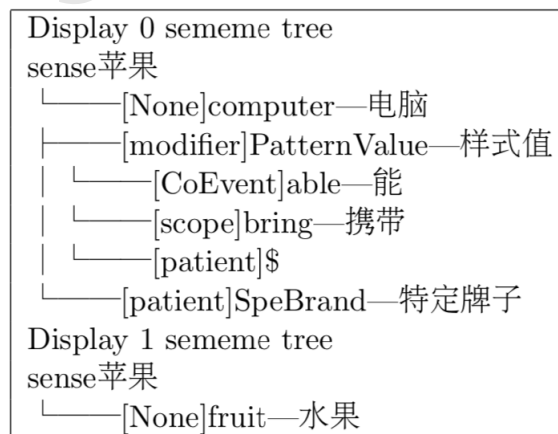 Display 0 sememe tree
sense苹果
└───[None]computer—电脑
├───[modifier]PatternValue—样式值
│ └───[CoEvent]able—能
│ └───[scope]bring—携带
│ └───[patient]$
└───[patient]SpeBrand—特定牌子
Display 1 sememe tree
sense苹果
└───[None]fruit—水果